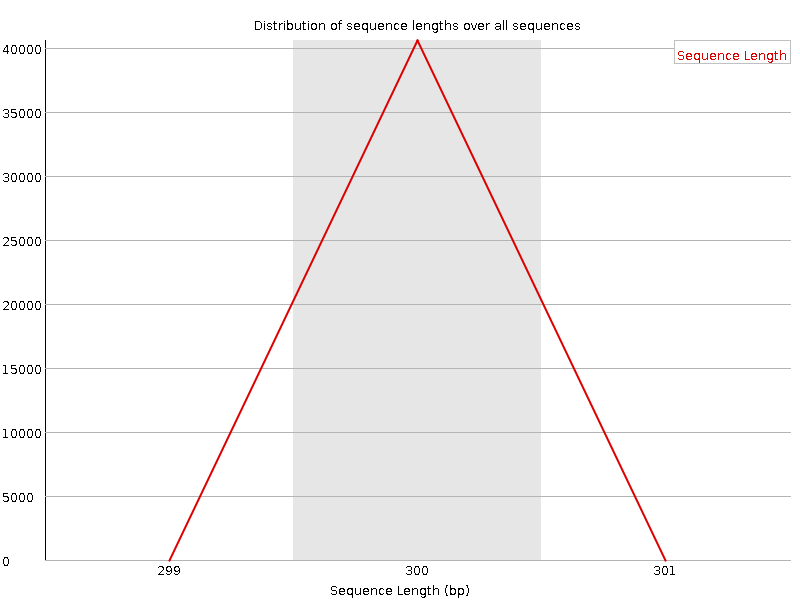 Distribution of sequence lengths over all sequences
Sequence Length
40000
35000
30000
25000
20000
15000
10000
5000
0
299 300 301
Sequence Length (bp)